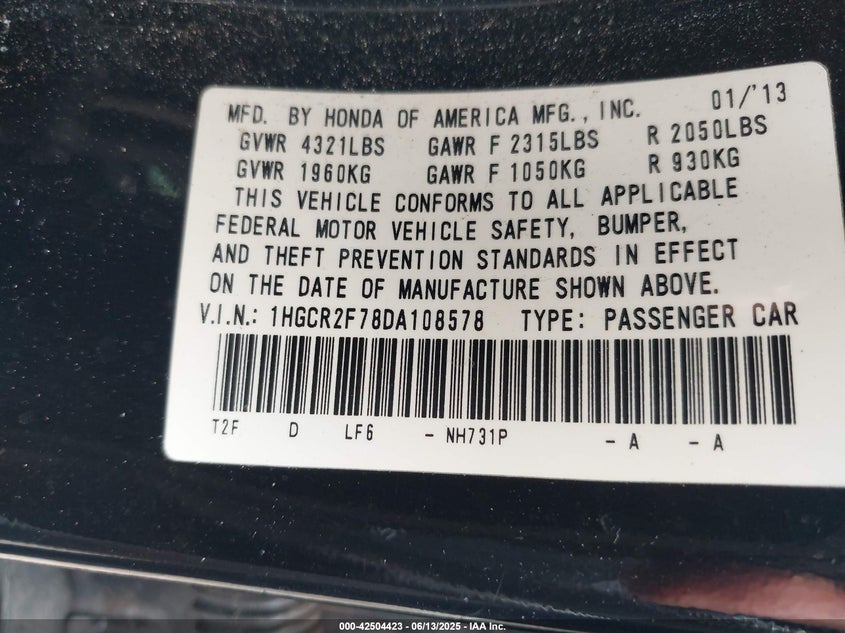 MFD. BY HONDA OF AMERICA MFG., INC. 01/'13
GVWR 4321LBS GAWR F 2315LBS R 2050LBS
GVWR 1960KG GAWR F 1050KG R 930KG
THIS VEHICLE CONFORMS TO ALL APPLICABLE
FEDERAL MOTOR VEHICLE SAFETY, BUMPER,
AND THEFT PREVENTION STANDARDS IN EFFECT
ON THE DATE OF MANUFACTURE SHOWN ABOVE.
V.I.N.: 1HGCR2F78DA108578 TYPE: PASSENGER CAR
T2F D LF6 - NH731P - A - A
000-42504423 - 06/13/2025 - IAA Inc.